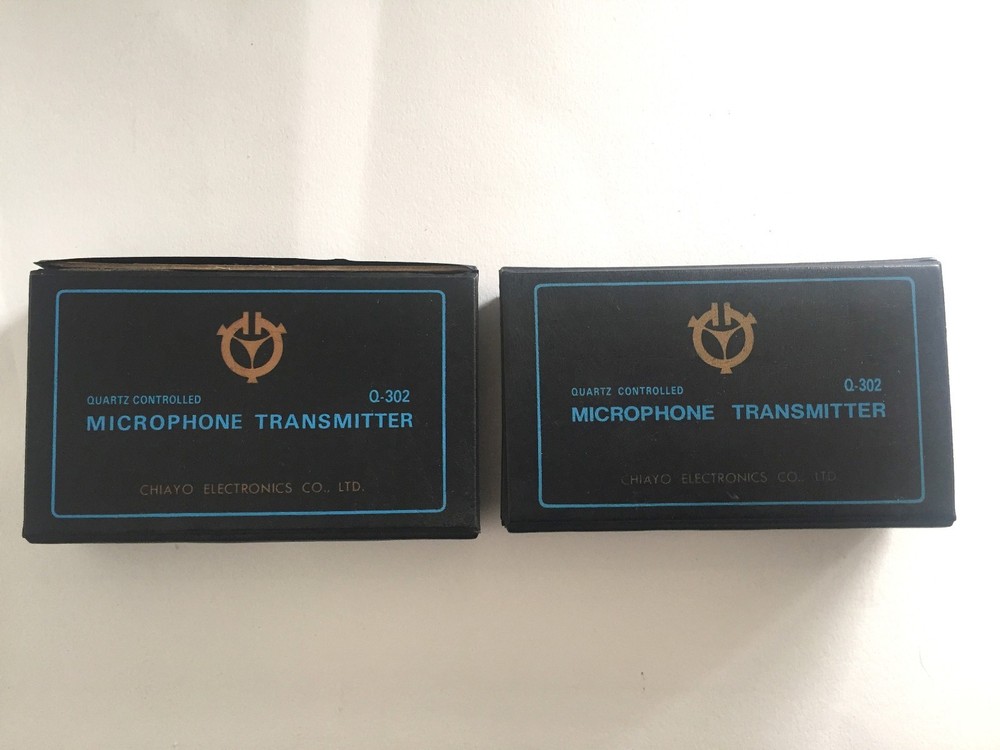 QUARTZ CONTROLLED Q-302
MICROPHONE TRANSMITTER
CHIAYO ELECTRONICS CO., LTD.
QUARTZ CONTROLLED Q-302
MICROPHONE TRANSMITTER
CHIAYO ELECTRONICS CO., LTD.